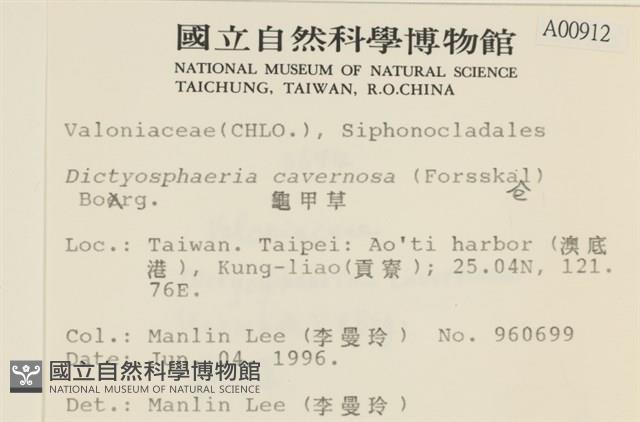 國立自然科學博物館
A00912
NATIONAL MUSEUM OF NATURAL SCIENCE
TAICHUNG, TAIWAN, R.O.CHINA
Valoniaceae(CHLO.), Siphonocladales
Dictyosphaeria cavernosa (Forsskal)
Boerg. 龜甲草
Loc.: Taiwan. Taipei: Ao'ti harbor (澳底
港), Kung-liao(貢寮); 25.04N, 121.
76E.
Col.: Manlin Lee (李曼玲) No. 960699
Date: Jun. 04, 1996.
國立自然科學博物館
NATIONAL MUSEUM OF NATURAL SCIENCE
Det.: Manlin Lee (李曼玲)